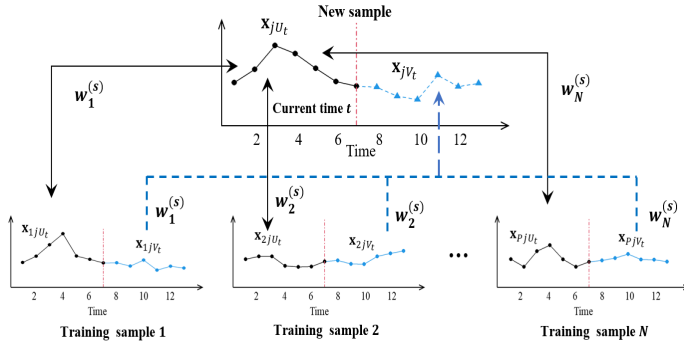 New sample
x_{jU_t}
x_{jV_t}
w_1^{(s)}
w_N^{(s)}
Current time t
2 4 6 8 10 12
Time
w_1^{(s)}
w_2^{(s)}
w_2^{(s)}
w_N^{(s)}
x_{1jU_t}
x_{1jV_t}
x_{2jU_t}
x_{2jV_t}
x_{PjU_t}
x_{PjV_t}
•••
2 4 6 8 10 12
2 4 6 8 10 12
2 4 6 8 10 12
Time
Time
Time
Training sample 1
Training sample 2
Training sample N